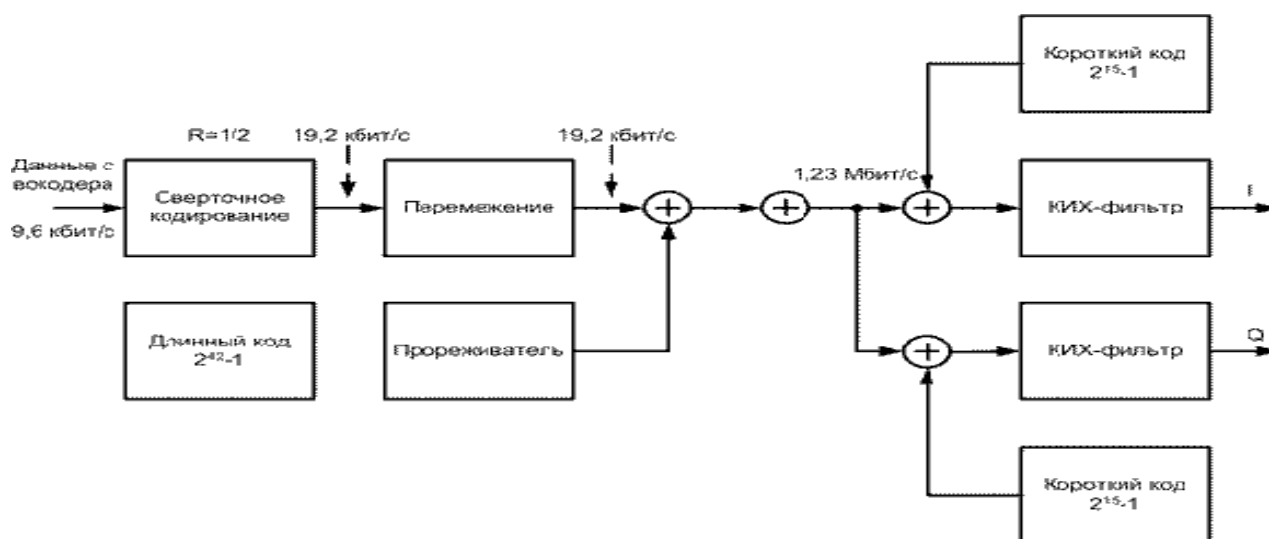 Короткий код
2¹⁵-1
R=1/2
19,2 кбит/с
19,2 кбит/с
Данные с
вокодера
9,6 кбит/с
Сверточное
кодирование
Перемежение
1,23 Мбит/с
КИХ-фильтр
I
Длинный код
2⁴²-1
Прореживатель
КИХ-фильтр
Q
Короткий код
2¹⁵-1